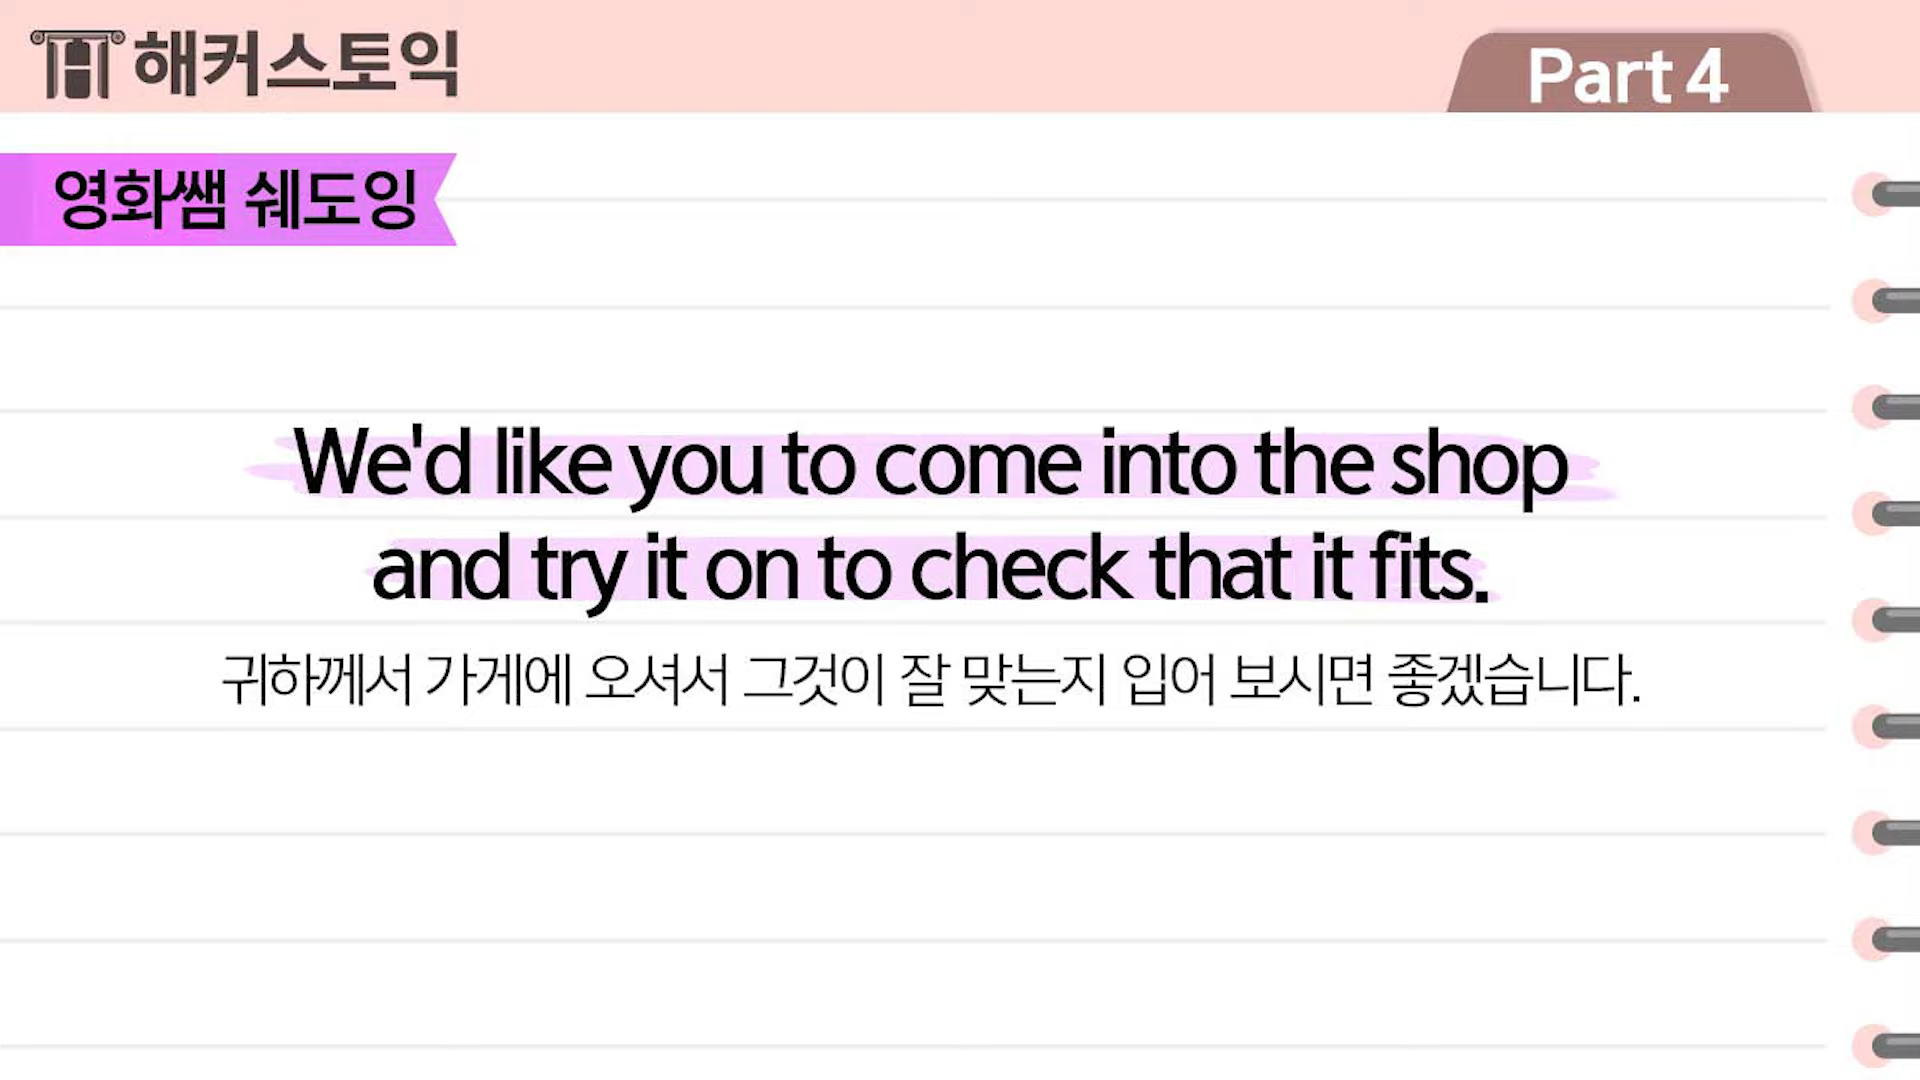 해커스토익
Part 4
영화쌤 쉐도잉
We'd like you to come into the shop
and try it on to check that it fits.
귀하께서 가게에 오셔서 그것이 잘 맞는지 입어 보시면 좋겠습니다.